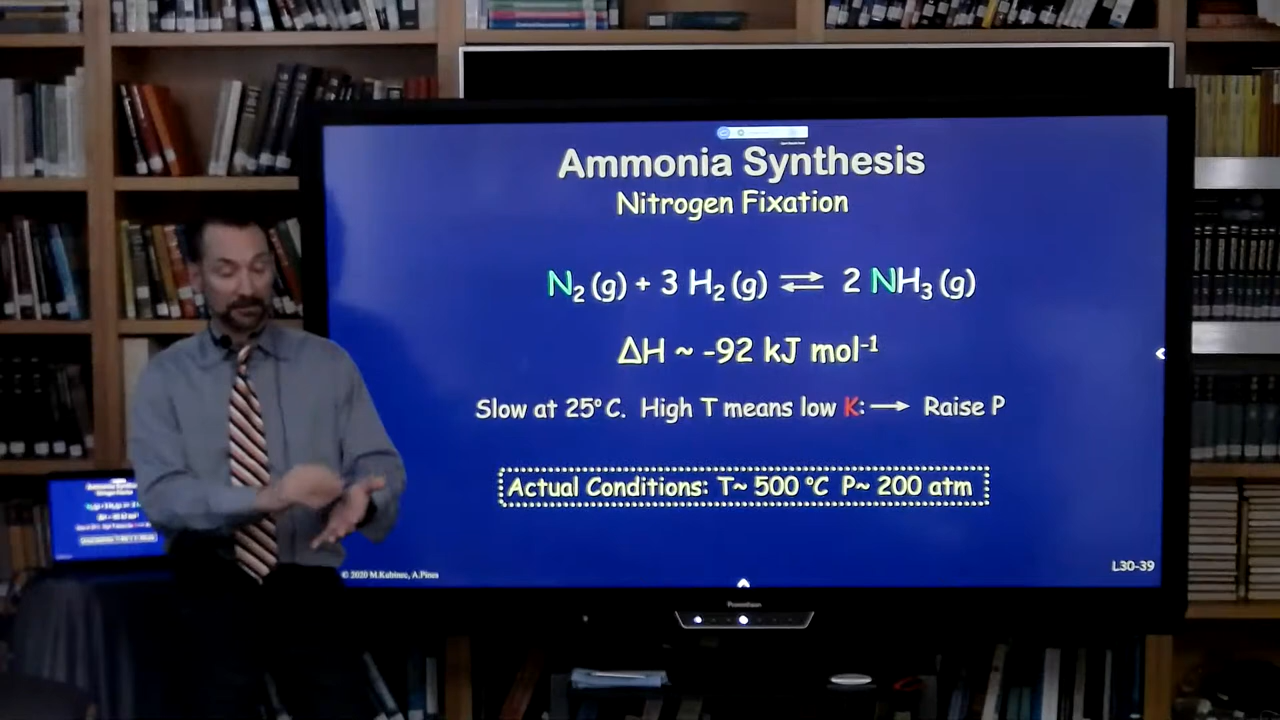 Ammonia Synthesis
Nitrogen Fixation
N₂ (g) + 3 H₂ (g) ⇌ 2 NH₃ (g)
ΔH ~ -92 kJ mol⁻¹
Slow at 25°C. High T means low K: → Raise P
Actual Conditions: T~ 500 °C P~ 200 atm
© 2020 M.Kubinec, A.Pines
L30-39
Promethean